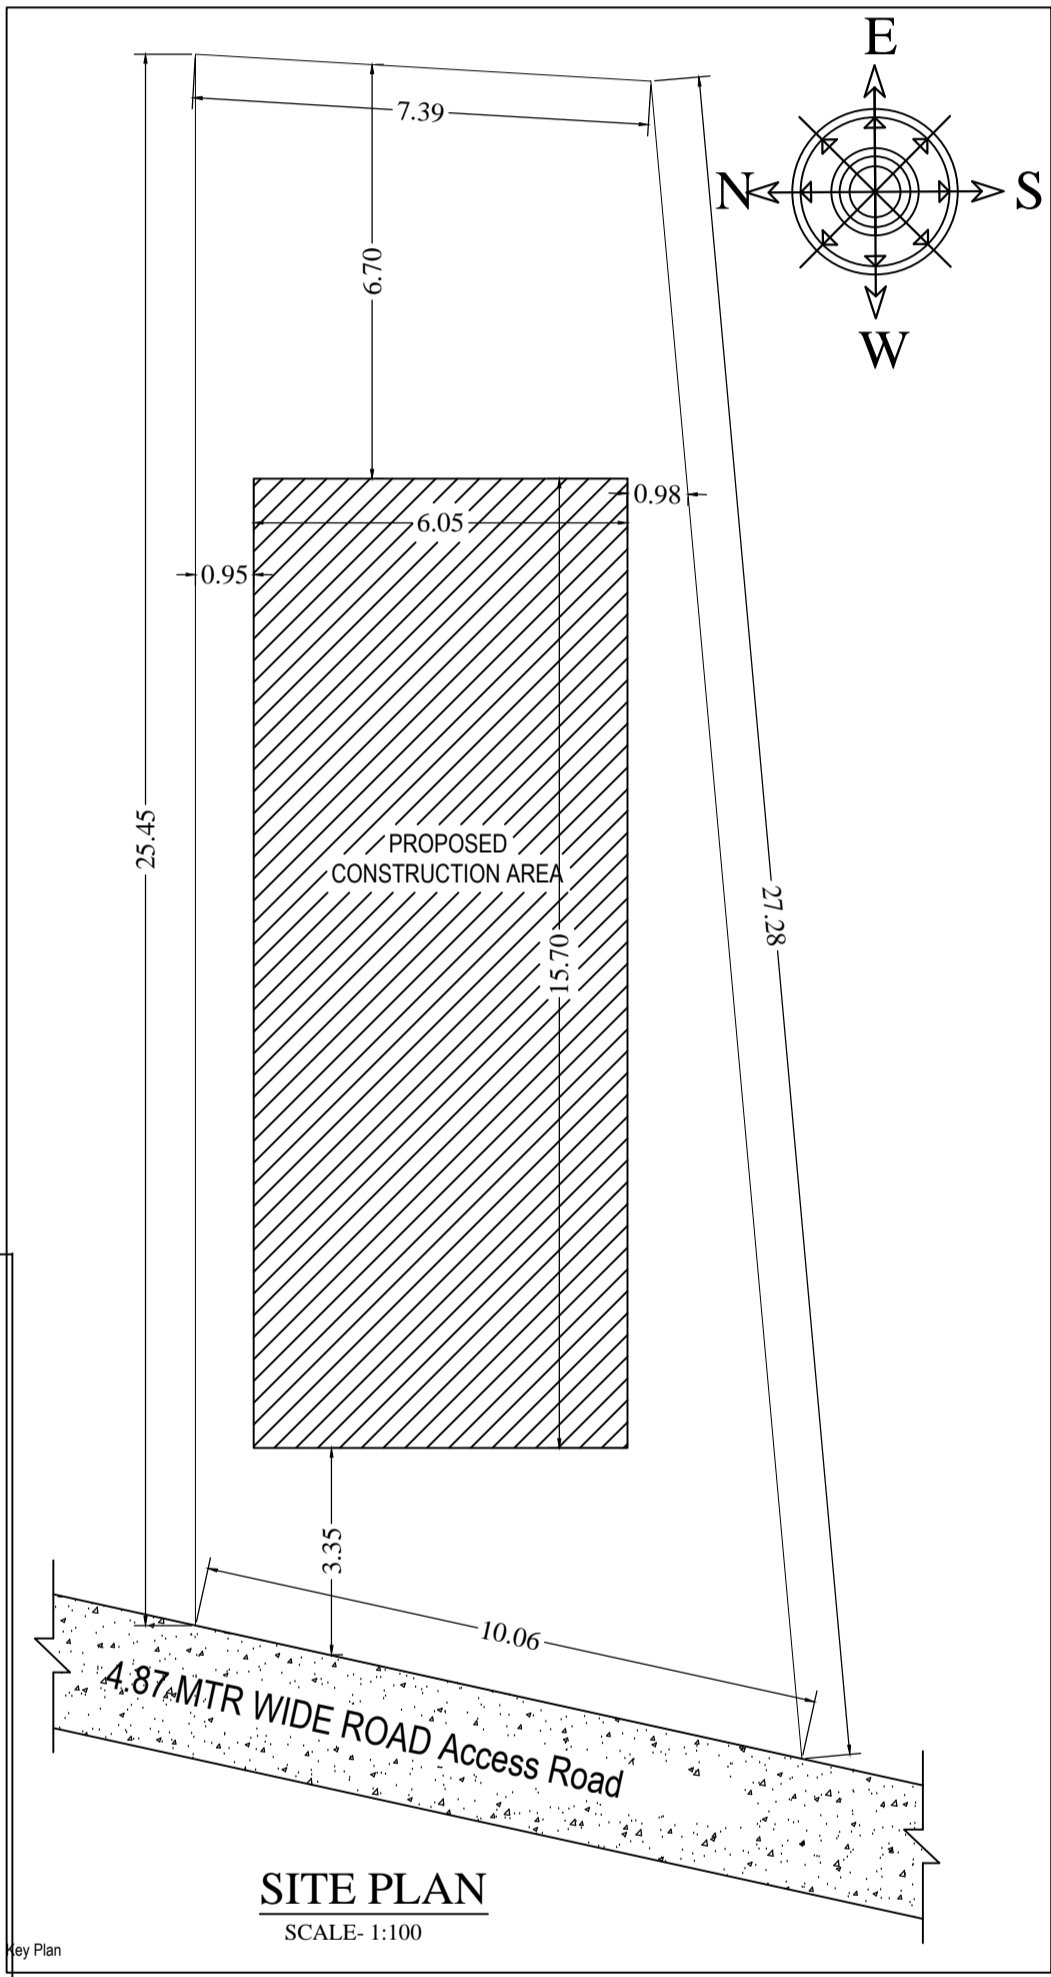 E
7.39
N
S
6.70
W
0.98
6.05
0.95
25.45
PROPOSED
CONSTRUCTION AREA
27.28
15.70
3.35
10.06
4.87 MTR WIDE ROAD Access Road
SITE PLAN
SCALE- 1:100
Key Plan